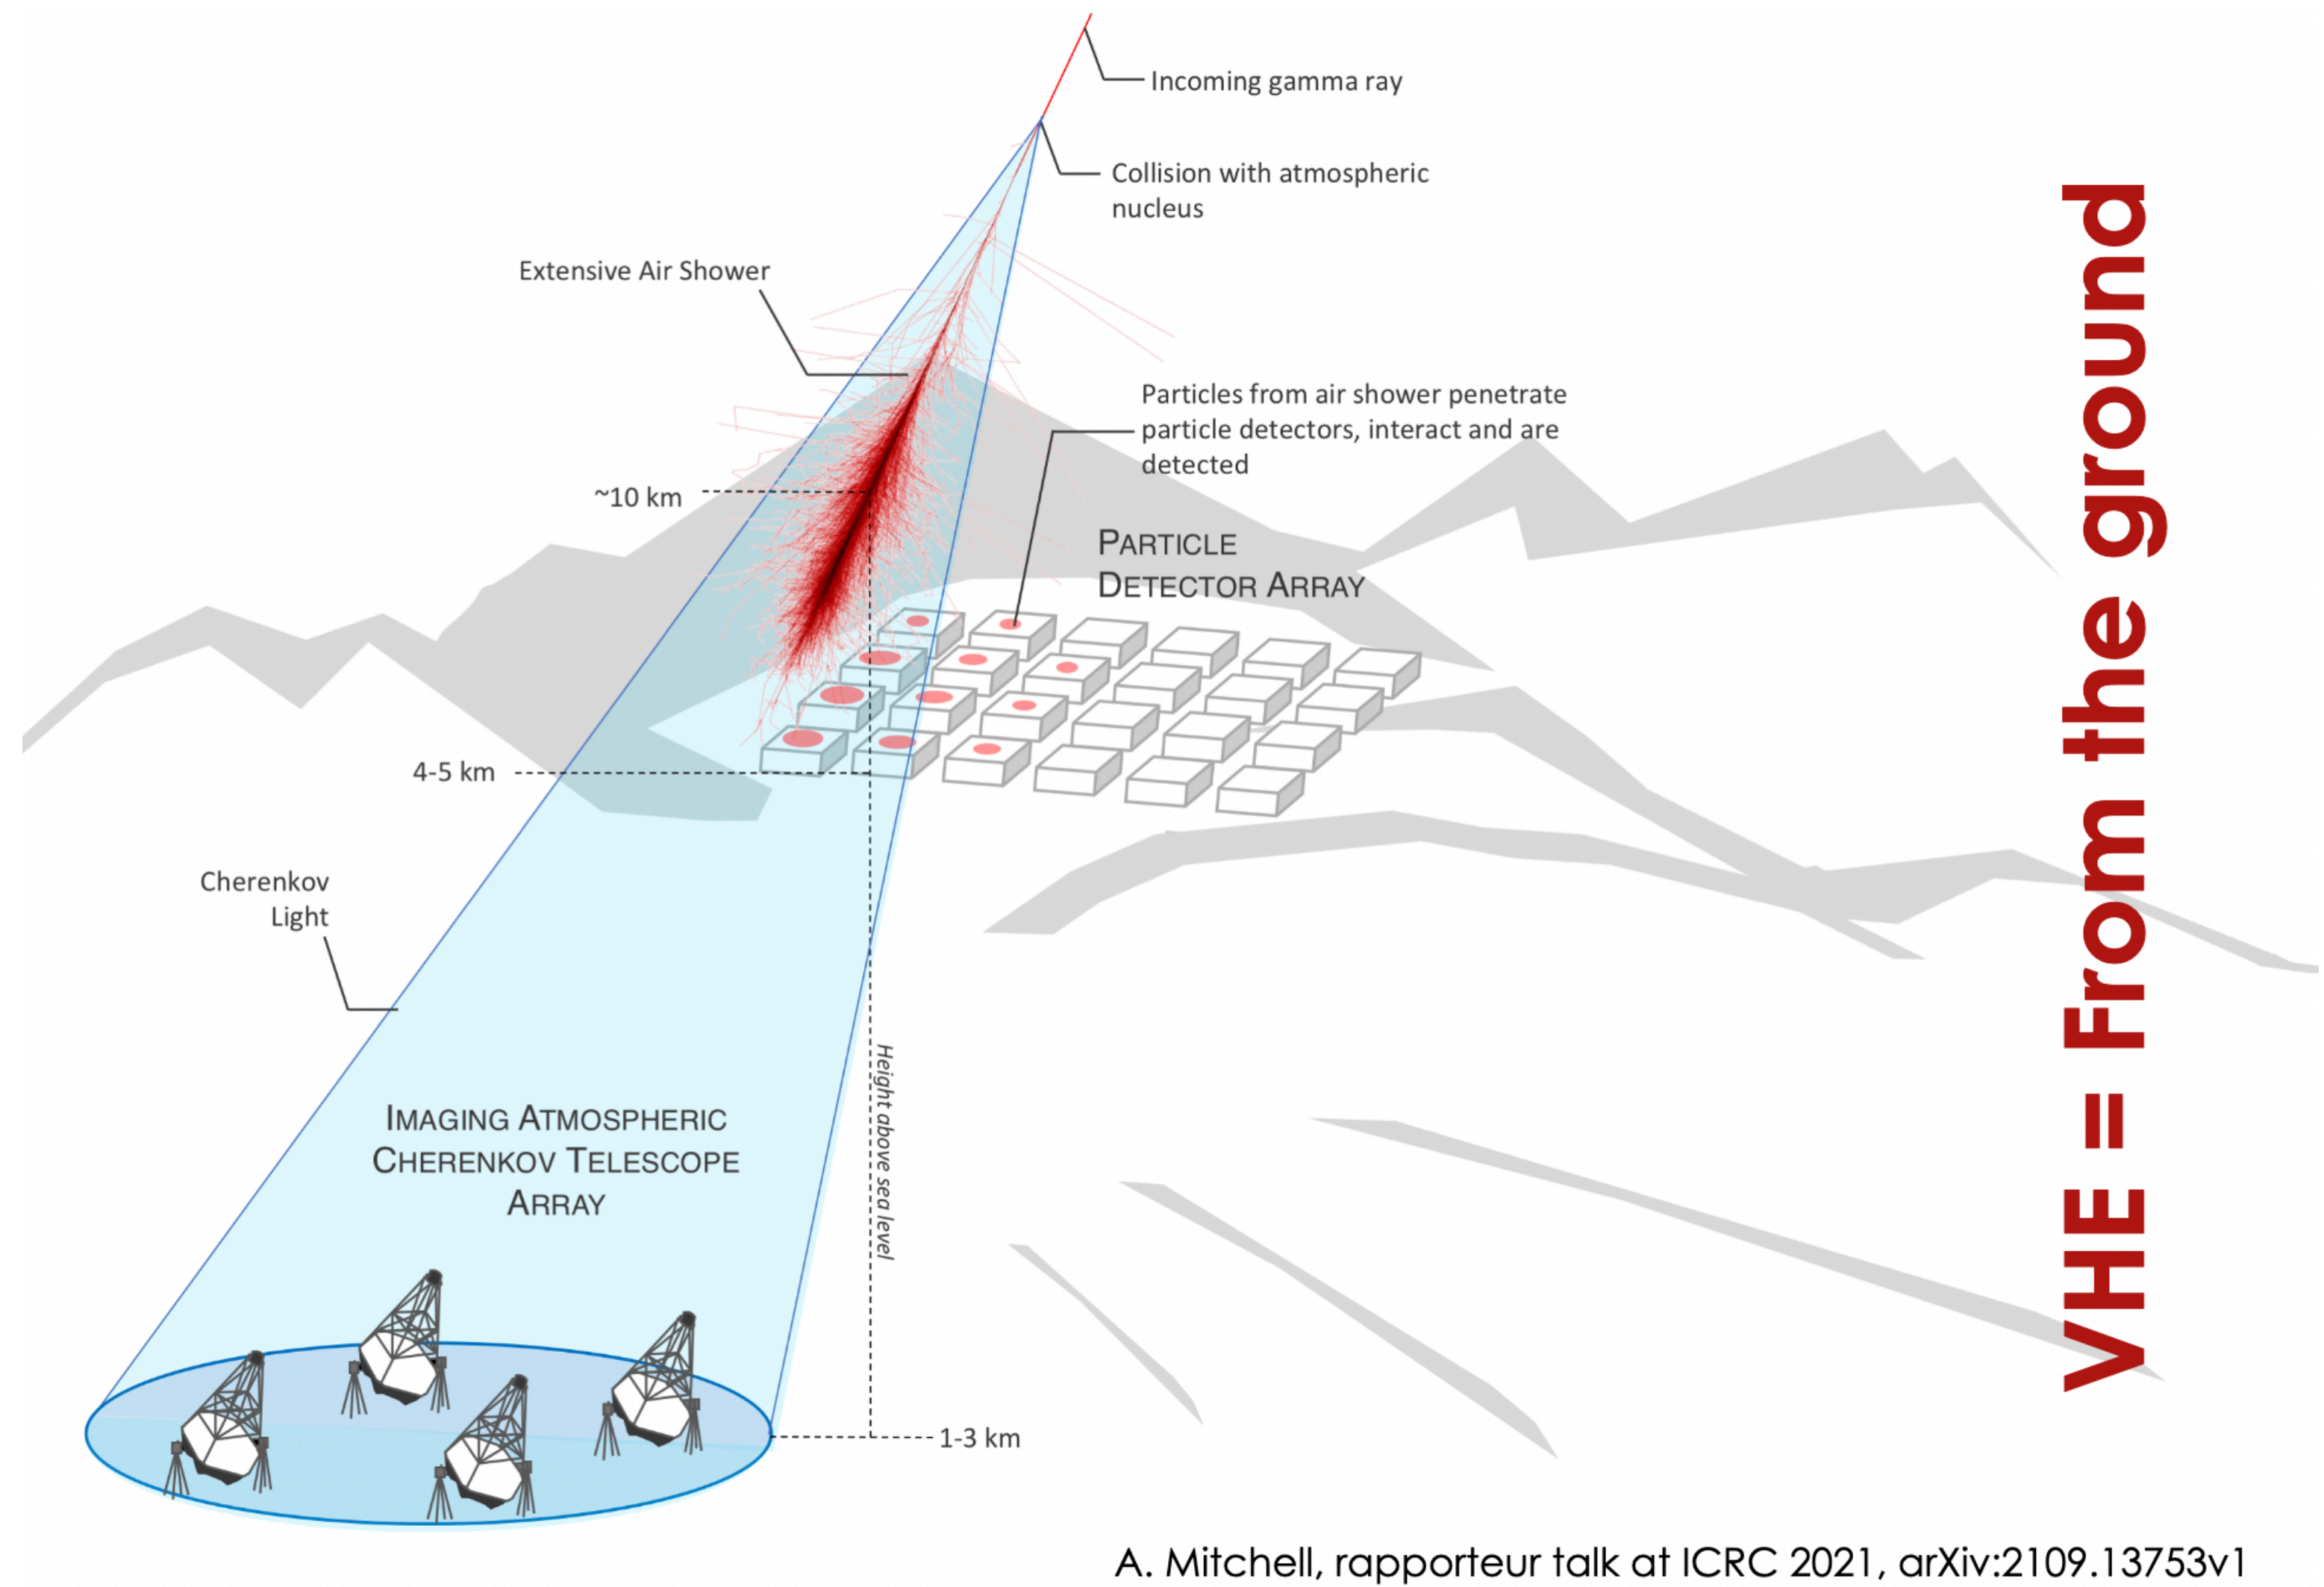 Incoming gamma ray
Collision with atmospheric
nucleus
Extensive Air Shower
Particles from air shower penetrate
particle detectors, interact and are
detected
~10 km
PARTICLE
DETECTOR ARRAY
4-5 km
Cherenkov
Light
Height above sea level
IMAGING ATMOSPHERIC
CHERENKOV TELESCOPE
ARRAY
1-3 km
VHE = From the ground
A. Mitchell, rapporteur talk at ICRC 2021, arXiv:2109.13753v1